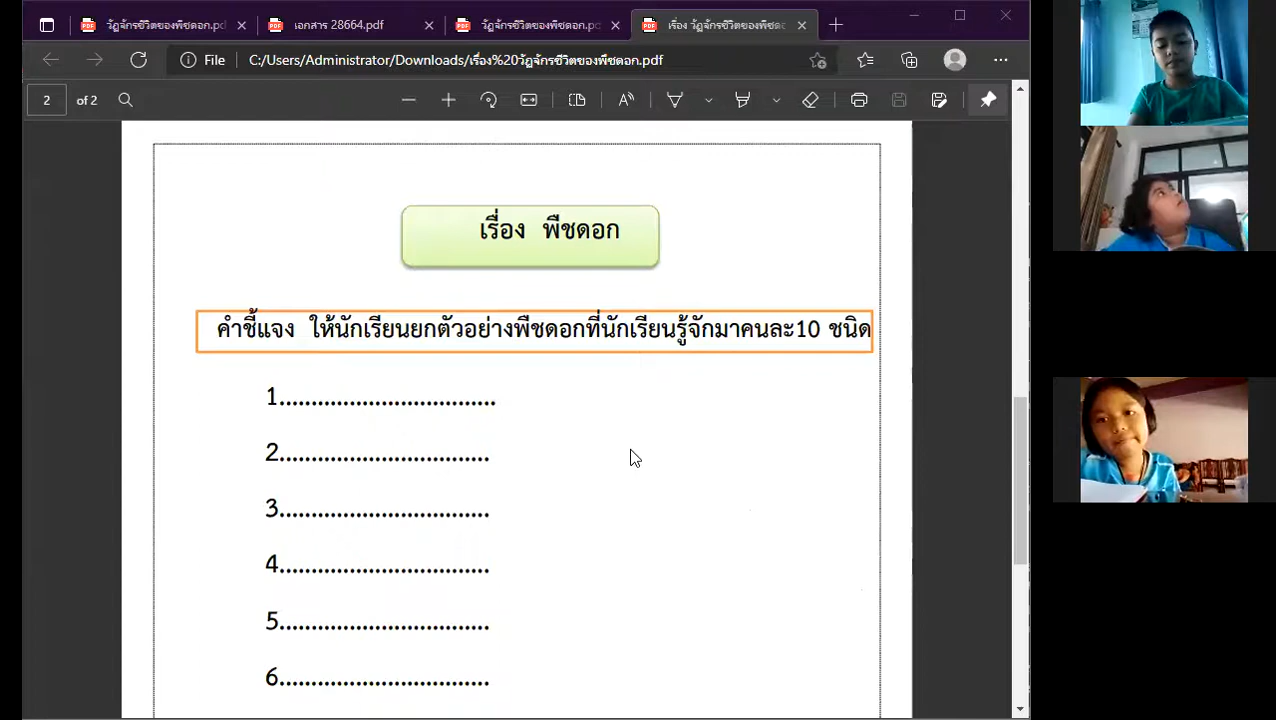 วัฏจักรชีวิตของพืชดอก.pd
เอกสาร 28664.pdf
วัฏจักรชีวิตของพืชดอก.pc
เรื่อง วัฏจักรชีวิตของพืชด
File C:/Users/Administrator/Downloads/เรื่อง%20วัฏจักรชีวิตของพืชดอก.pdf
2 of 2
เรื่อง พืชดอก
คำชี้แจง ให้นักเรียนยกตัวอย่างพืชดอกที่นักเรียนรู้จักมาคนละ10 ชนิด
1..................................
2.................................
3.................................
4.................................
5.................................
6.................................